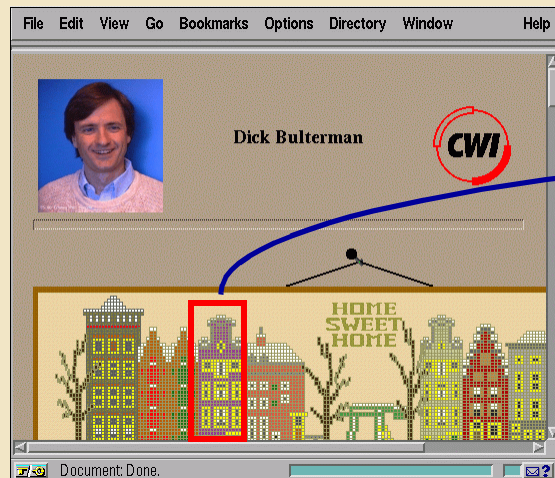 File Edit View Go Bookmarks Options Directory Window Help
Dick Bulterman
CWI
HOME
SWEET
HOME
Document: Done.
?